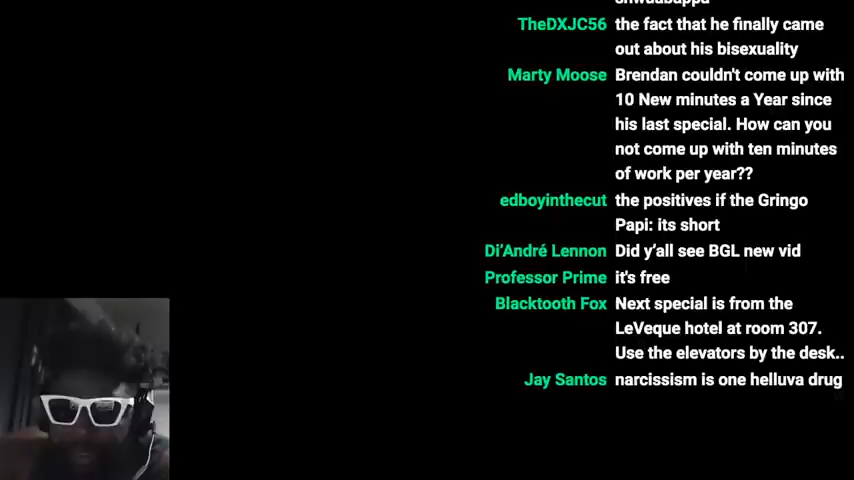 TheDXJC56 the fact that he finally came
out about his bisexuality
Marty Moose Brendan couldn't come up with
10 New minutes a Year since
his last special. How can you
not come up with ten minutes
of work per year??
edboyinthecut the positives if the Gringo
Papi: its short
Di’André Lennon Did y’all see BGL new vid
Professor Prime it's free
Blacktooth Fox Next special is from the
LeVeque hotel at room 307.
Use the elevators by the desk..
Jay Santos narcissism is one helluva drug